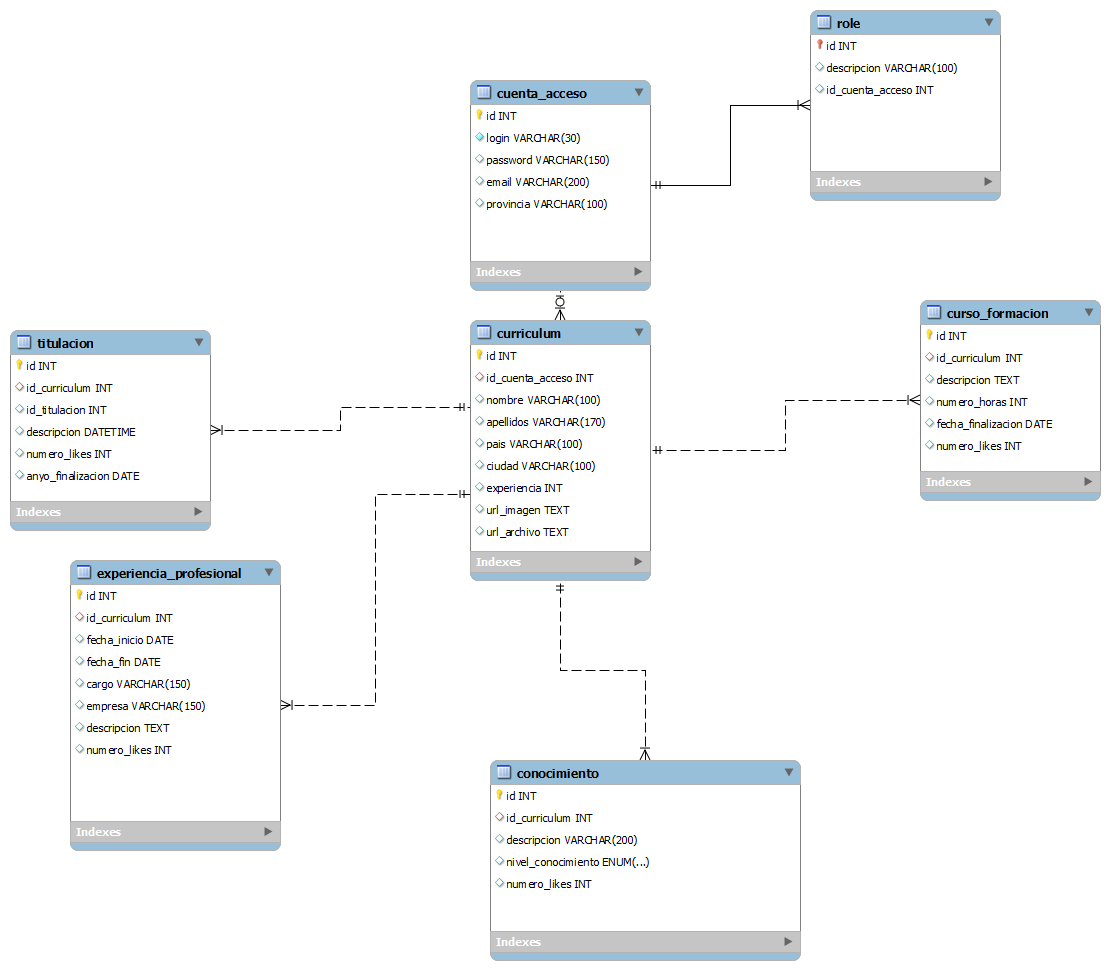 role
id INT
descripcion VARCHAR(100)
id_cuenta_acceso INT
Indexes
cuenta_acceso
id INT
login VARCHAR(30)
password VARCHAR(150)
email VARCHAR(200)
provincia VARCHAR(100)
Indexes
curriculum
id INT
id_cuenta_acceso INT
nombre VARCHAR(100)
apellidos VARCHAR(170)
pais VARCHAR(100)
ciudad VARCHAR(100)
experiencia INT
url_imagen TEXT
url_archivo TEXT
Indexes
curso_formacion
id INT
id_curriculum INT
descripcion TEXT
numero_horas INT
fecha_finalizacion DATE
numero_likes INT
Indexes
titulacion
id INT
id_curriculum INT
id_titulacion INT
descripcion DATETIME
numero_likes INT
anyo_finalizacion DATE
Indexes
experiencia_profesional
id INT
id_curriculum INT
fecha_inicio DATE
fecha_fin DATE
cargo VARCHAR(150)
empresa VARCHAR(150)
descripcion TEXT
numero_likes INT
Indexes
conocimiento
id INT
id_curriculum INT
descripcion VARCHAR(200)
nivel_conocimiento ENUM(...)
numero_likes INT
Indexes